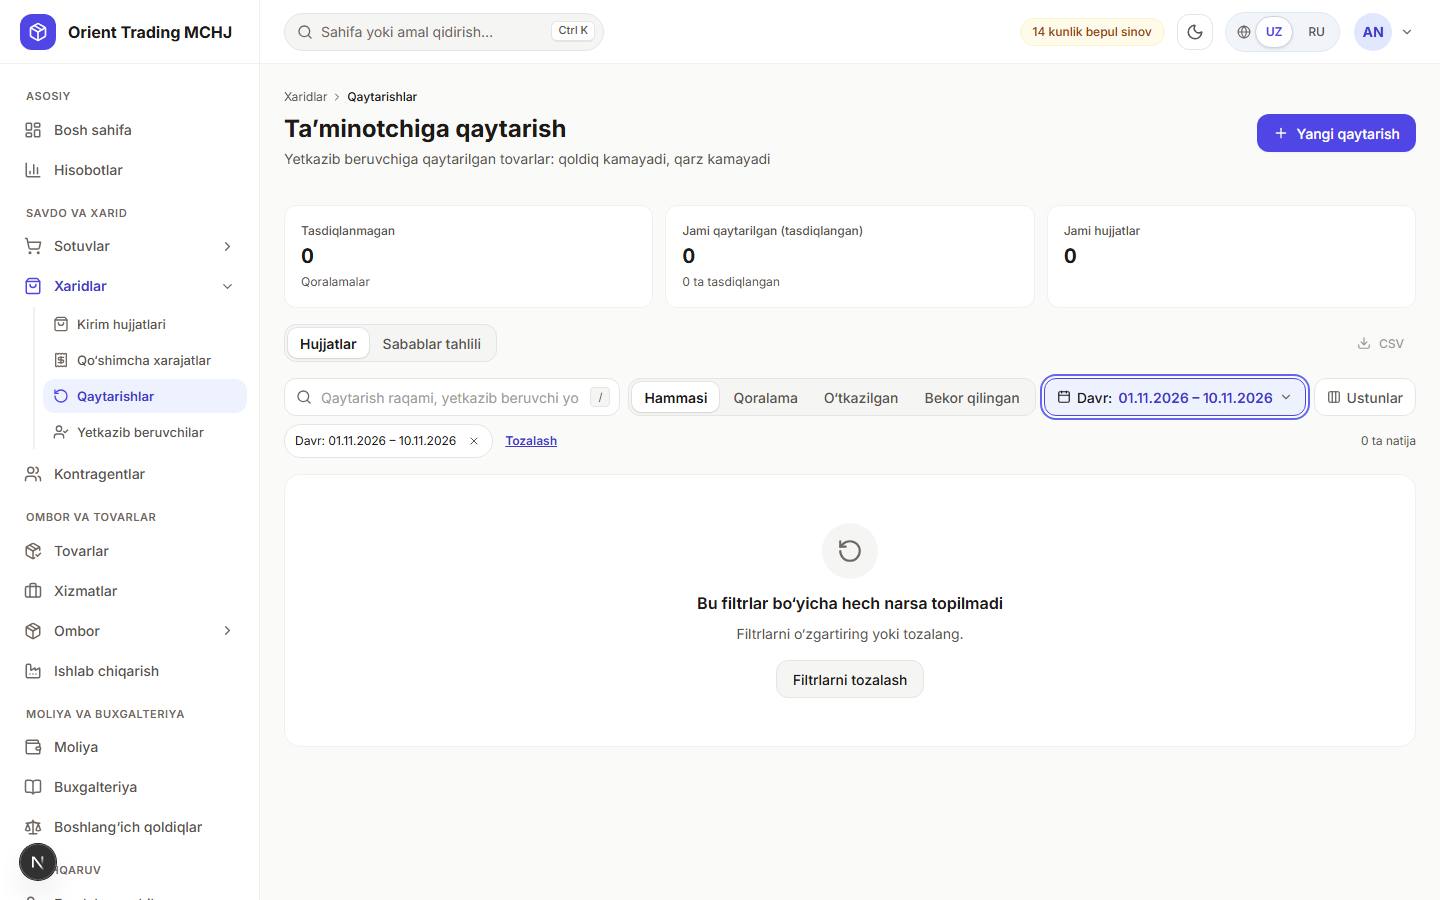 Orient Trading MCHJ
Sahifa yoki amal qidirish...
Ctrl K
14 kunlik bepul sinov
UZ
RU
AN
ASOSIY
Bosh sahifa
Hisobotlar
SAVDO VA XARID
Sotuvlar
Xaridlar
Kirim hujjatlari
Qo‘shimcha xarajatlar
Qaytarishlar
Yetkazib beruvchilar
Kontragentlar
OMBOR VA TOVARLAR
Tovarlar
Xizmatlar
Ombor
Ishlab chiqarish
MOLIYA VA BUXGALTERIYA
Moliya
Buxgalteriya
Boshlang‘ich qoldiqlar
N
QARUV
Xaridlar
Qaytarishlar
Ta’minotchiga qaytarish
Yetkazib beruvchiga qaytarilgan tovarlar: qoldiq kamayadi, qarz kamayadi
+ Yangi qaytarish
Tasdiqlanmagan
0
Qoralamalar
Jami qaytarilgan (tasdiqlangan)
0
0 ta tasdiqlangan
Jami hujjatlar
0
Hujjatlar
Sabablar tahlili
CSV
Qaytarish raqami, yetkazib beruvchi yo
/
Hammasi
Qoralama
O‘tkazilgan
Bekor qilingan
Davr: 01.11.2026 – 10.11.2026
Ustunlar
Davr: 01.11.2026 – 10.11.2026
Tozalash
0 ta natija
Bu filtrlar bo‘yicha hech narsa topilmadi
Filtrlarni o‘zgartiring yoki tozalang.
Filtrlarni tozalash